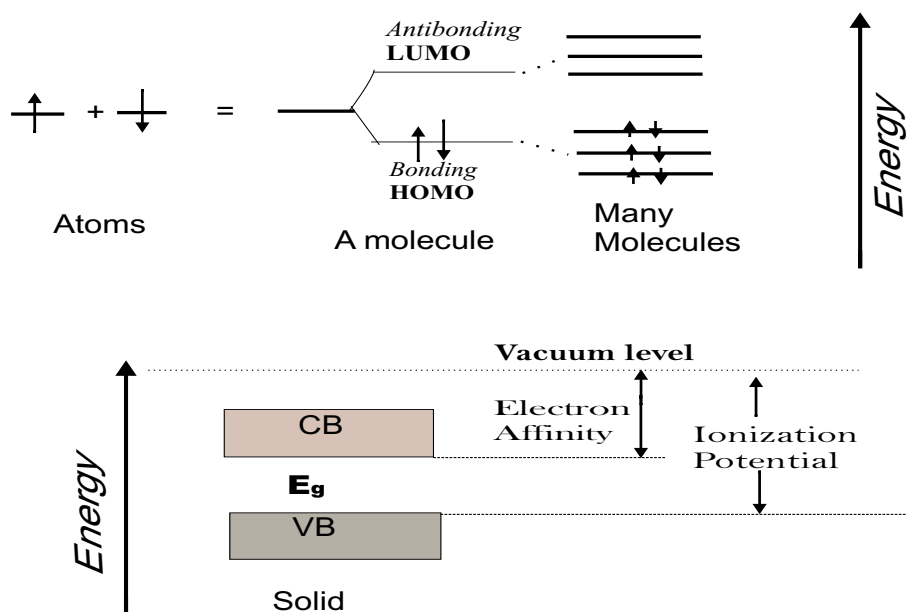 Antibonding
LUMO
+
=
Bonding
HOMO
Atoms
A molecule
Many
Molecules
Energy
Vacuum level
CB
Electron
Affinity
Ionization
Potential
Eg
VB
Energy
Solid